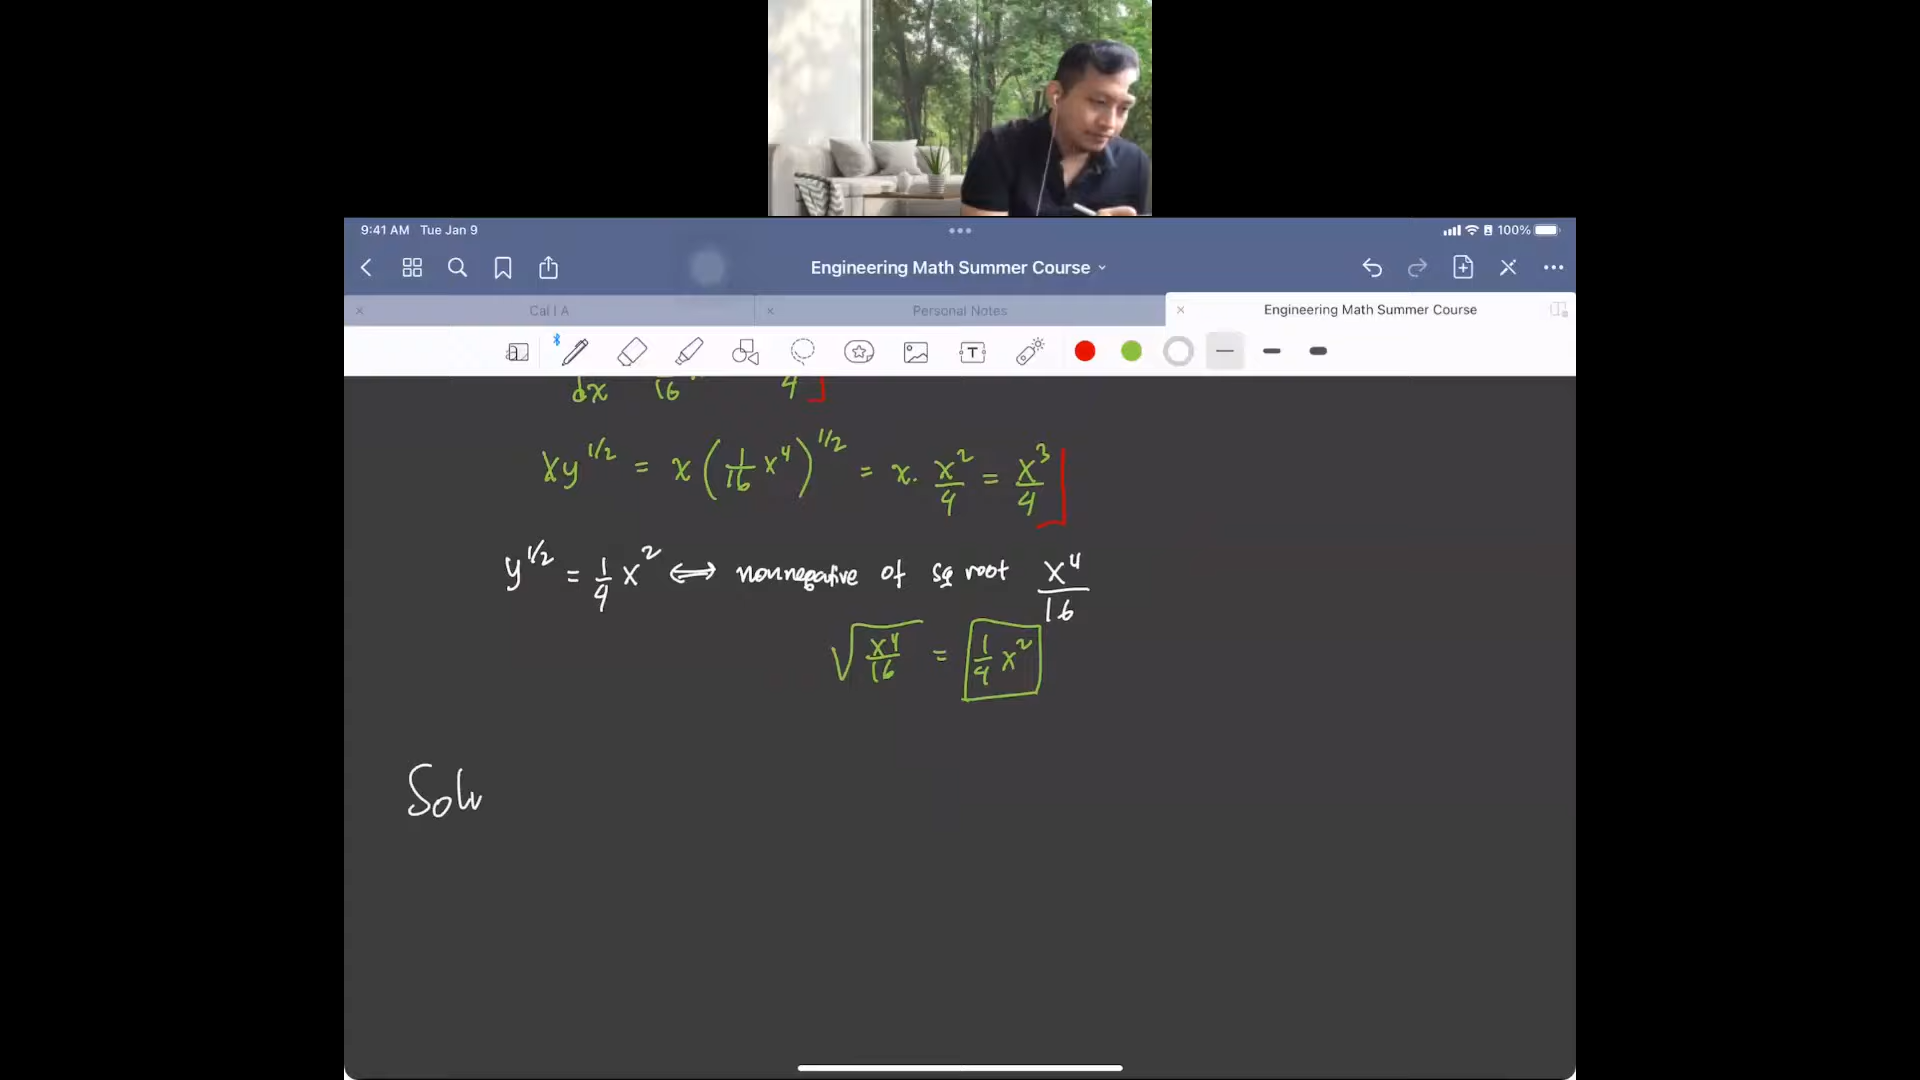 9:41 AM Tue Jan 9
100%
Engineering Math Summer Course
Cal I A
Personal Notes
Engineering Math Summer Course
dx 16 4
xy^1/2 = x (1/16 x^4)^1/2 = x · x^2/4 = x^3/4
y^1/2 = 1/4 x^2 ⟺ nonnegative of sq root x^4/16
√(x^4/16) = 1/4 x^2
Solu